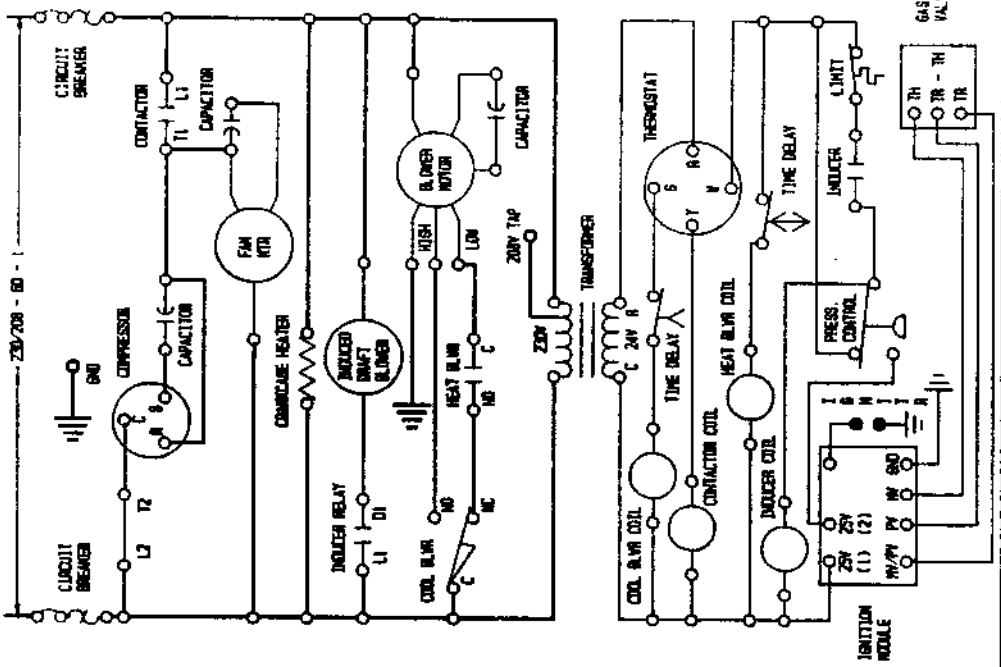 230/208 - 60 - 1
CIRCUIT
BREAKER
CIRCUIT
BREAKER
GND
COMPRESSOR
C
S
R
CAPACITOR
L2
T2
CONTACTOR
T1
L1
CAPACITOR
FAN
MTR
CRANKCASE HEATER
INDUCED
DRAFT
BLOWER
INDUCER RELAY
L1
D1
BLOWER
MOTOR
CAPACITOR
HIGH
LOW
COOL BLWR
NO
NC
C
HEAT BLWR
NO
C
208V TAP
230V
TRANSFORMER
C 24V R
THERMOSTAT
G
R
Y
W
TIME DELAY
COOL BLWR COIL
CONTACTOR COIL
TIME DELAY
HEAT BLWR COIL
INDUCER COIL
LIMIT
INDUCER
PRESS.
CONTROL
IGNITION
MODULE
25V
(1)
25V
(2)
MV/PV
PV
MV
GND
GAS
TH
TR - TH
TR